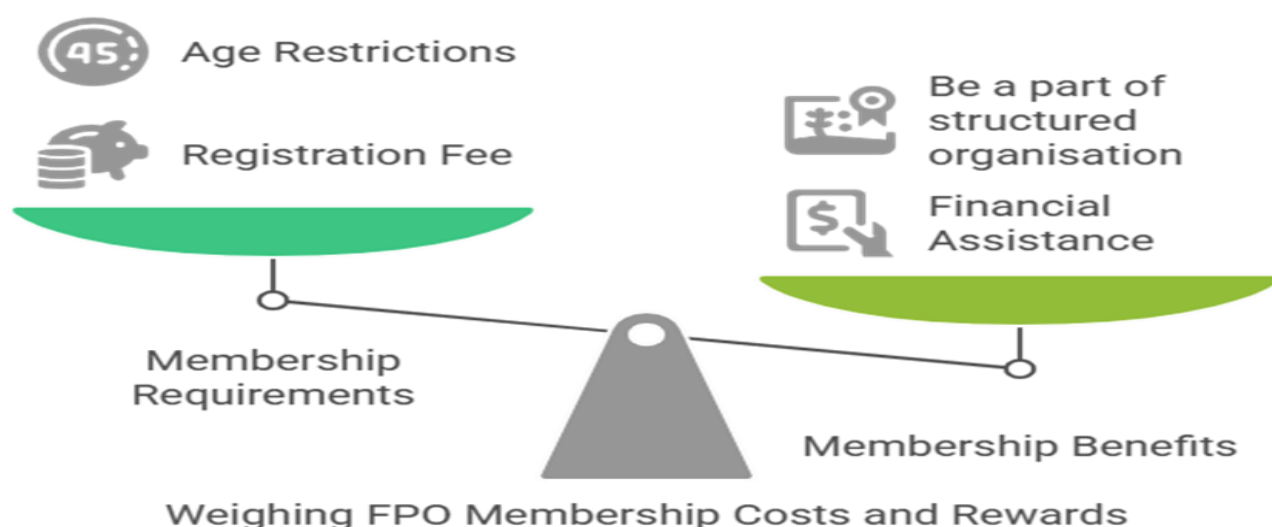 45
Age Restrictions
Registration Fee
Be a part of
structured
organisation
$
Financial
Assistance
Membership
Requirements
Membership Benefits
Weighing FPO Membership Costs and Rewards